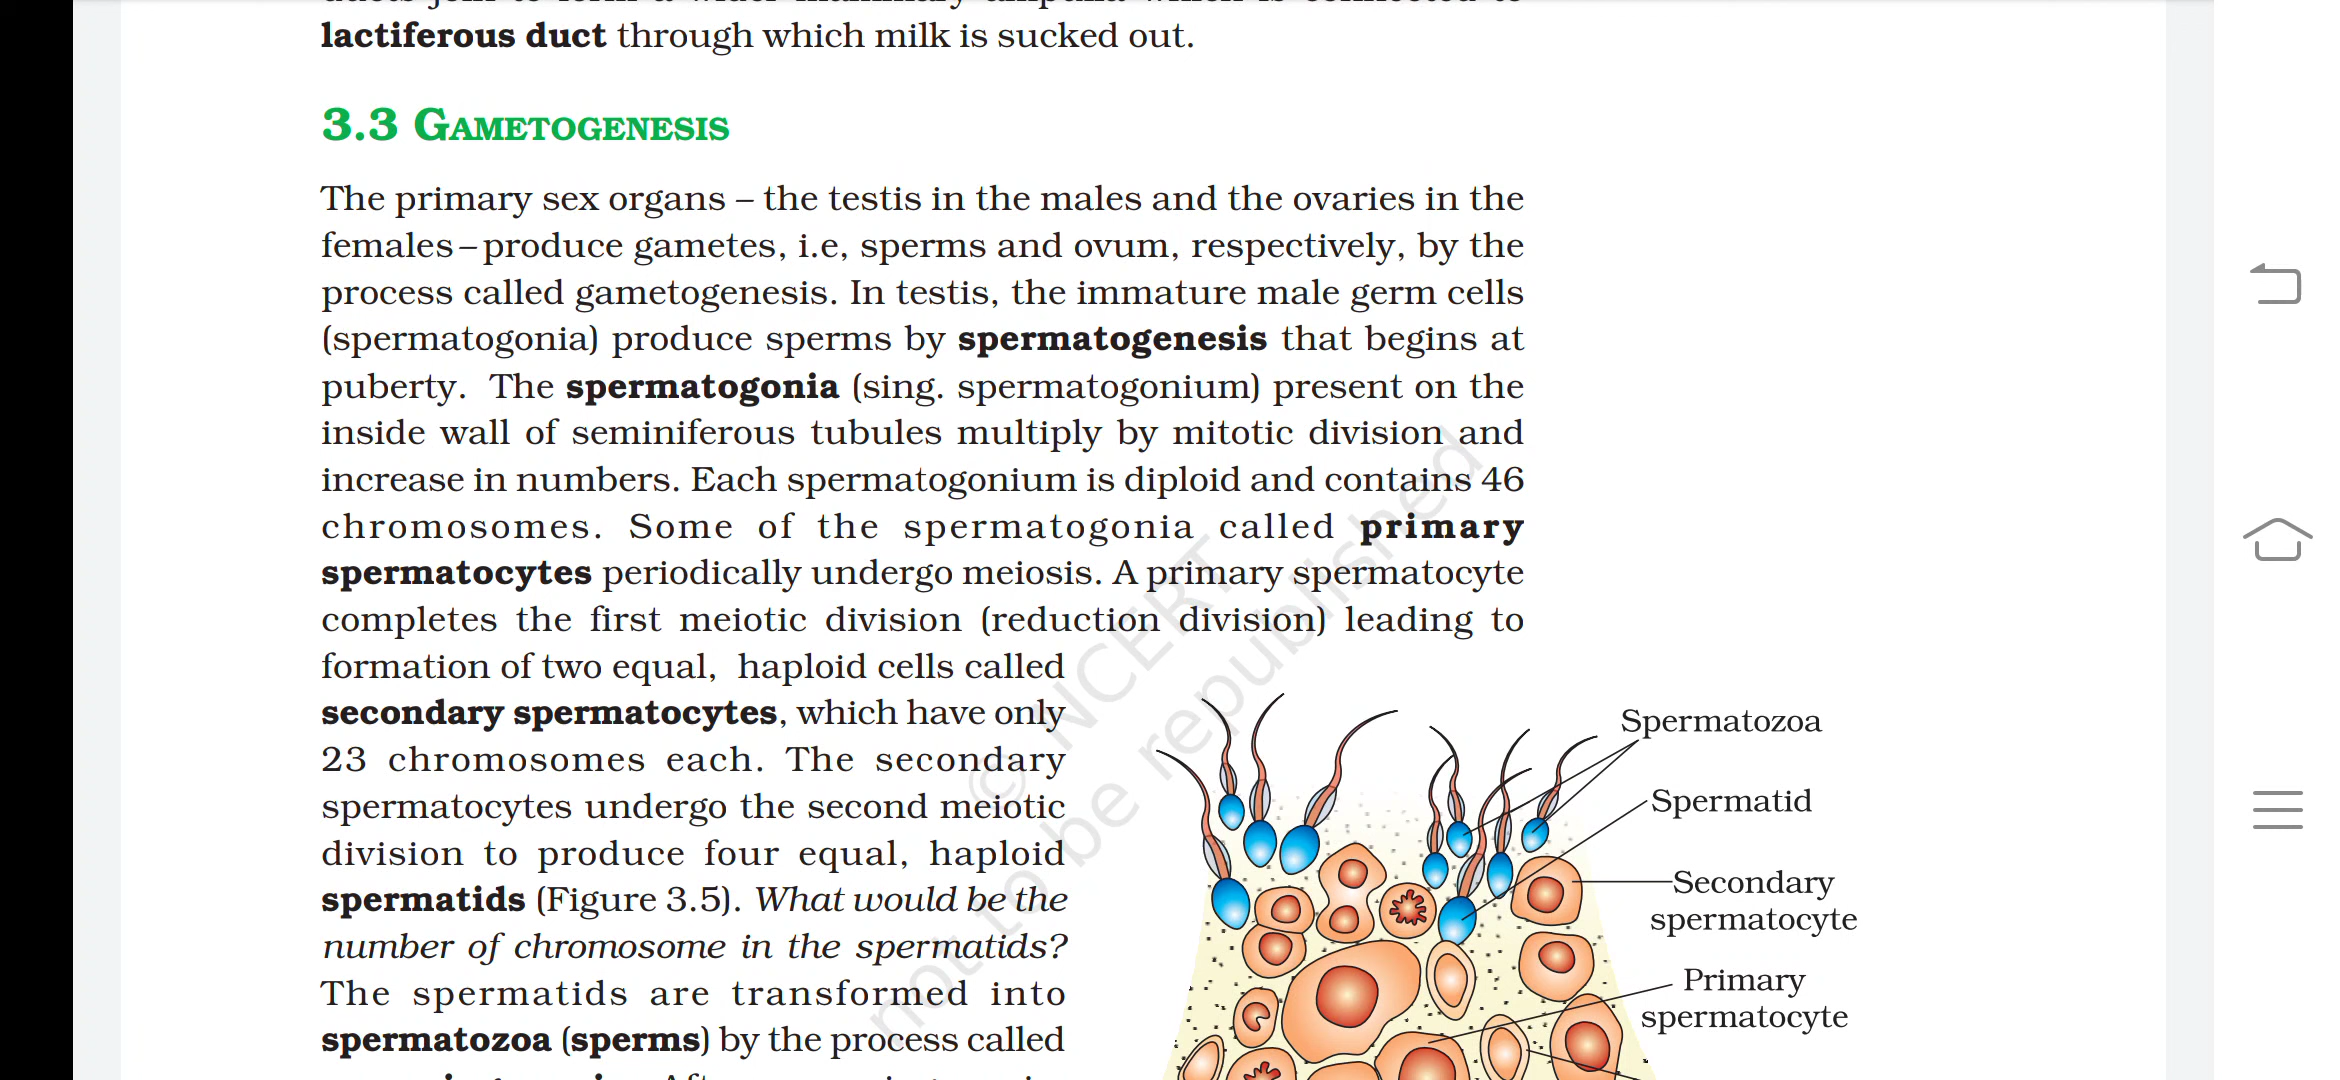 lactiferous duct through which milk is sucked out.
3.3 GAMETOGENESIS
The primary sex organs – the testis in the males and the ovaries in the
females–produce gametes, i.e, sperms and ovum, respectively, by the
process called gametogenesis. In testis, the immature male germ cells
(spermatogonia) produce sperms by spermatogenesis that begins at
puberty. The spermatogonia (sing. spermatogonium) present on the
inside wall of seminiferous tubules multiply by mitotic division and
increase in numbers. Each spermatogonium is diploid and contains 46
chromosomes. Some of the spermatogonia called primary
spermatocytes periodically undergo meiosis. A primary spermatocyte
completes the first meiotic division (reduction division) leading to
formation of two equal, haploid cells called
secondary spermatocytes, which have only
23 chromosomes each. The secondary
spermatocytes undergo the second meiotic
division to produce four equal, haploid
spermatids (Figure 3.5). What would be the
number of chromosome in the spermatids?
The spermatids are transformed into
spermatozoa (sperms) by the process called
Spermatozoa
Spermatid
Secondary
spermatocyte
Primary
spermatocyte
© NCERT
not to be republished